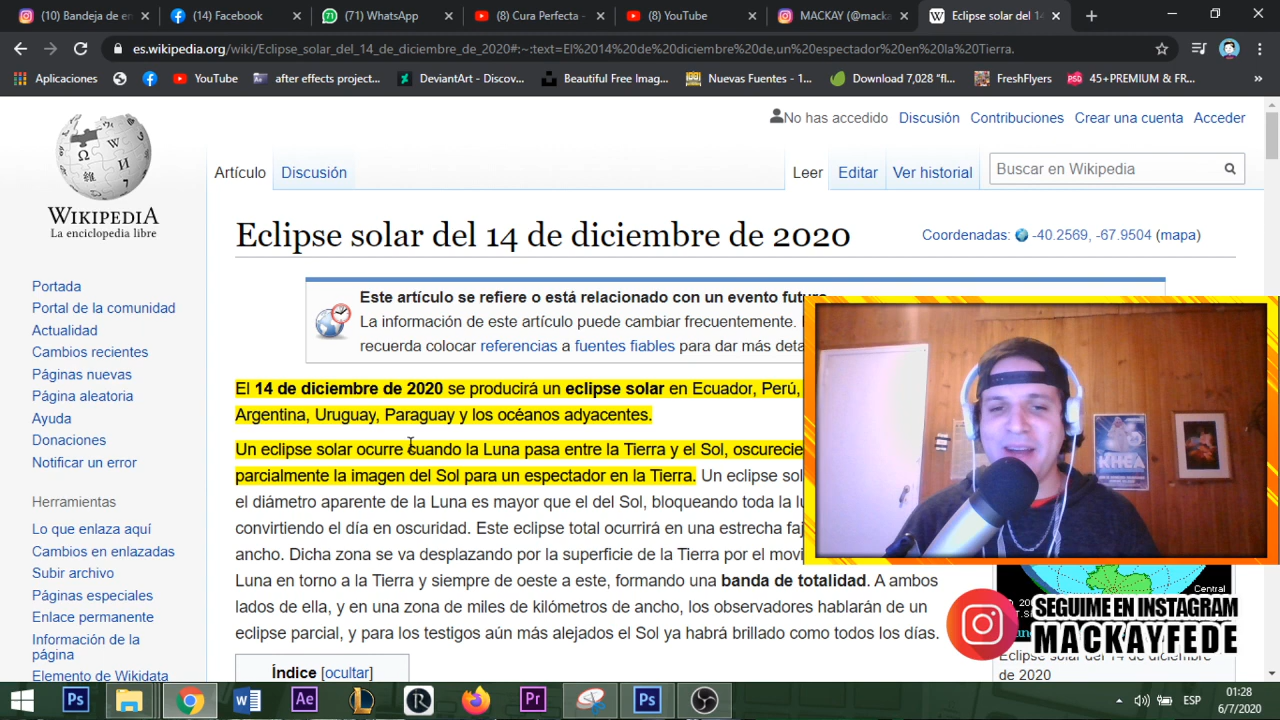 (10) Bandeja de en
(14) Facebook
(71) WhatsApp
(8) Cura Perfecta -
(8) YouTube
MACKAY (@macka
Eclipse solar del 14
es.wikipedia.org/wiki/Eclipse_solar_del_14_de_diciembre_de_2020#:~:text=El%2014%20de%20diciembre%20de,un%20espectador%20en%20la%20Tierra.
Aplicaciones
YouTube
after effects project...
DeviantArt - Discov...
Beautiful Free Imag...
Nuevas Fuentes - 1...
Download 7,028 "fl...
FreshFlyers
45+PREMIUM & FR...
No han accedido
Discusión
Contribuciones
Crear una cuenta
Acceder
WIKIPEDIA
La enciclopedia libre
Artículo
Discusión
Leer
Editar
Ver historial
Buscar en Wikipedia
Eclipse solar del 14 de diciembre de 2020
Coordenadas: -40.2569, -67.9504 (mapa)
Portada
Portal de la comunidad
Actualidad
Cambios recientes
Páginas nuevas
Página aleatoria
Ayuda
Donaciones
Notificar un error
Herramientas
Lo que enlaza aquí
Cambios en enlazadas
Subir archivo
Páginas especiales
Enlace permanente
Información de la
página
Elemento de Wikidata
Este artículo se refiere o está relacionado con un evento futuro
La información de este artículo puede cambiar frecuentemente.
recuerda colocar referencias a fuentes fiables para dar más deta
El 14 de diciembre de 2020 se producirá un eclipse solar en Ecuador, Perú,
Argentina, Uruguay, Paraguay y los océanos adyacentes.
Un eclipse solar ocurre cuando la Luna pasa entre la Tierra y el Sol, oscurecie
parcialmente la imagen del Sol para un espectador en la Tierra. Un eclipse sol
el diámetro aparente de la Luna es mayor que el del Sol, bloqueando toda la lu
convirtiendo el día en oscuridad. Este eclipse total ocurrirá en una estrecha faj
ancho. Dicha zona se va desplazando por la superficie de la Tierra por el movi
Luna en torno a la Tierra y siempre de oeste a este, formando una banda de totalidad. A ambos
lados de ella, y en una zona de miles de kilómetros de ancho, los observadores hablarán de un
eclipse parcial, y para los testigos aún más alejados el Sol ya habrá brillado como todos los días.
Índice [ocultar]
KHEA
Central
SEGUIME EN INSTAGRAM
MACKAYFEDE
Eclipse solar del 14 de diciembre
de 2020
ESP
01:28
6/7/2020